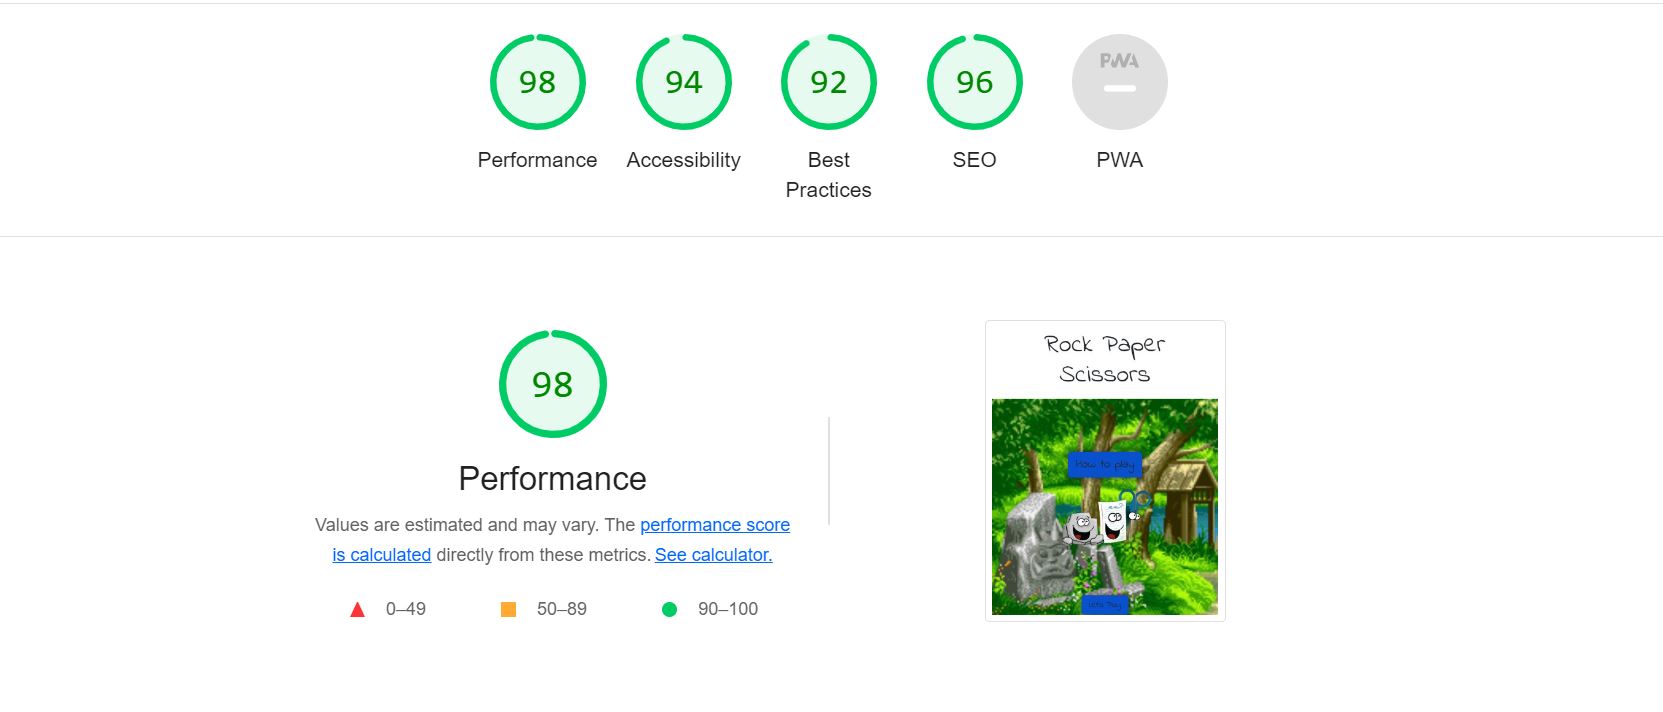 98
94
92
96
PWA
Performance
Accessibility
Best
Practices
SEO
PWA
98
Performance
Values are estimated and may vary. The performance score
is calculated directly from these metrics. See calculator.
0–49
50–89
90–100
Rock Paper
Scissors
How to play
Let's Play